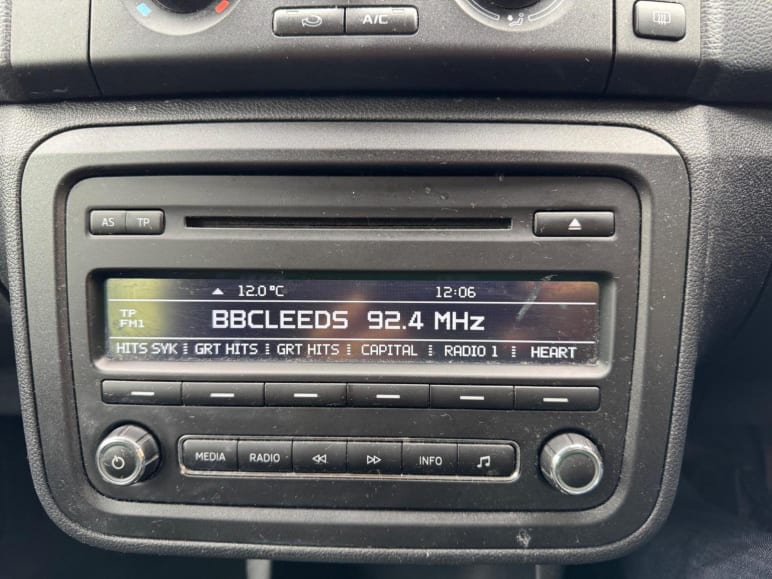 A/C
AS TP
12.0°C 12:06
TP
FM1
BBCLEEDS 92.4 MHz
HITS SYK GRT HITS GRT HITS CAPITAL RADIO 1 HEART
MEDIA RADIO INFO